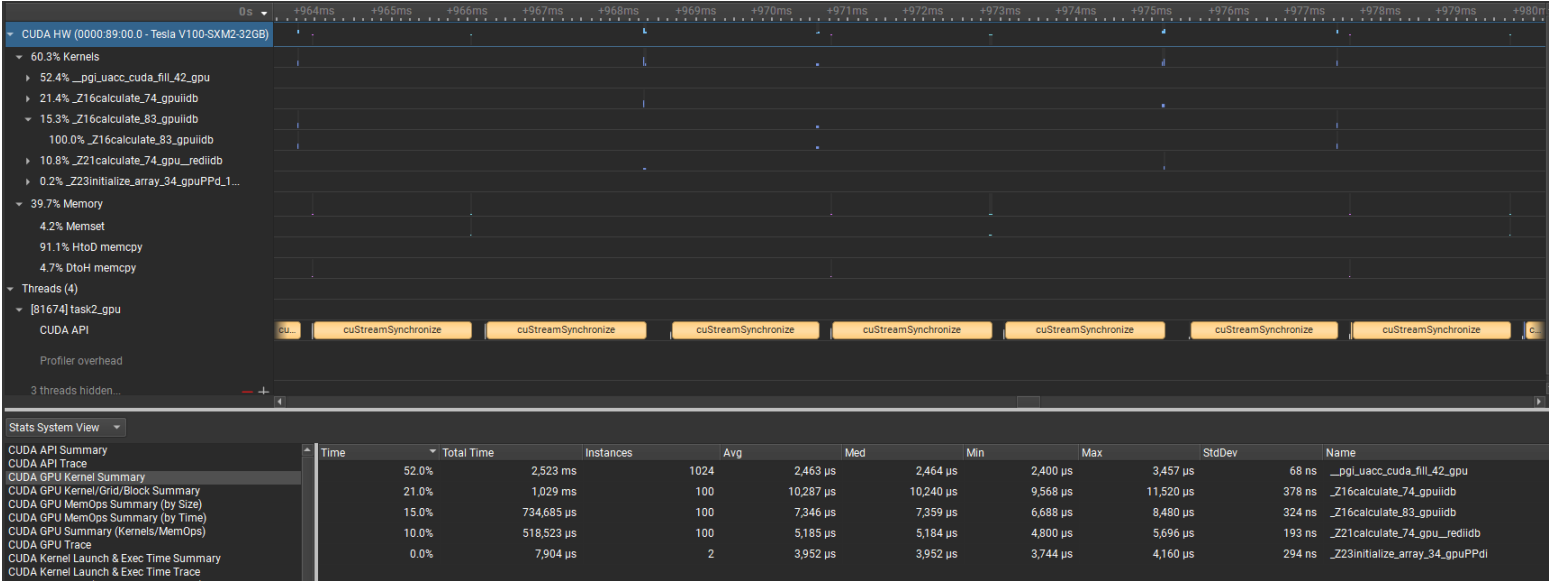 0s +964ms +965ms +966ms +967ms +968ms +969ms +970ms +971ms +972ms +973ms +974ms +975ms +976ms +977ms +978ms +979ms +980m
CUDA HW (0000:89:00.0 - Tesla V100-SXM2-32GB)
60.3% Kernels
52.4% __pgi_uacc_cuda_fill_42_gpu
21.4% _Z16calculate_74_gpuiidb
15.3% _Z16calculate_83_gpuiidb
100.0% _Z16calculate_83_gpuiidb
10.8% _Z21calculate_74_gpu__rediidb
0.2% _Z23initialize_array_34_gpuPPd_1...
39.7% Memory
4.2% Memset
91.1% HtoD memcpy
4.7% DtoH memcpy
Threads (4)
[81674] task2_gpu
CUDA API cu... cuStreamSynchronize cuStreamSynchronize cuStreamSynchronize cuStreamSynchronize cuStreamSynchronize cuStreamSynchronize cuStreamSynchronize c...
Profiler overhead
3 threads hidden...
Stats System View
CUDA API Summary
CUDA API Trace
CUDA GPU Kernel Summary
CUDA GPU Kernel/Grid/Block Summary
CUDA GPU MemOps Summary (by Size)
CUDA GPU MemOps Summary (by Time)
CUDA GPU Summary (Kernels/MemOps)
CUDA GPU Trace
CUDA Kernel Launch & Exec Time Summary
CUDA Kernel Launch & Exec Time Trace
Time Total Time Instances Avg Med Min Max StdDev Name
52.0% 2,523 ms 1024 2,463 μs 2,464 μs 2,400 μs 3,457 μs 68 ns __pgi_uacc_cuda_fill_42_gpu
21.0% 1,029 ms 100 10,287 μs 10,240 μs 9,568 μs 11,520 μs 378 ns _Z16calculate_74_gpuiidb
15.0% 734,685 μs 100 7,346 μs 7,359 μs 6,688 μs 8,480 μs 324 ns _Z16calculate_83_gpuiidb
10.0% 518,523 μs 100 5,185 μs 5,184 μs 4,800 μs 5,696 μs 193 ns _Z21calculate_74_gpu__rediidb
0.0% 7,904 μs 2 3,952 μs 3,952 μs 3,744 μs 4,160 μs 294 ns _Z23initialize_array_34_gpuPPdi